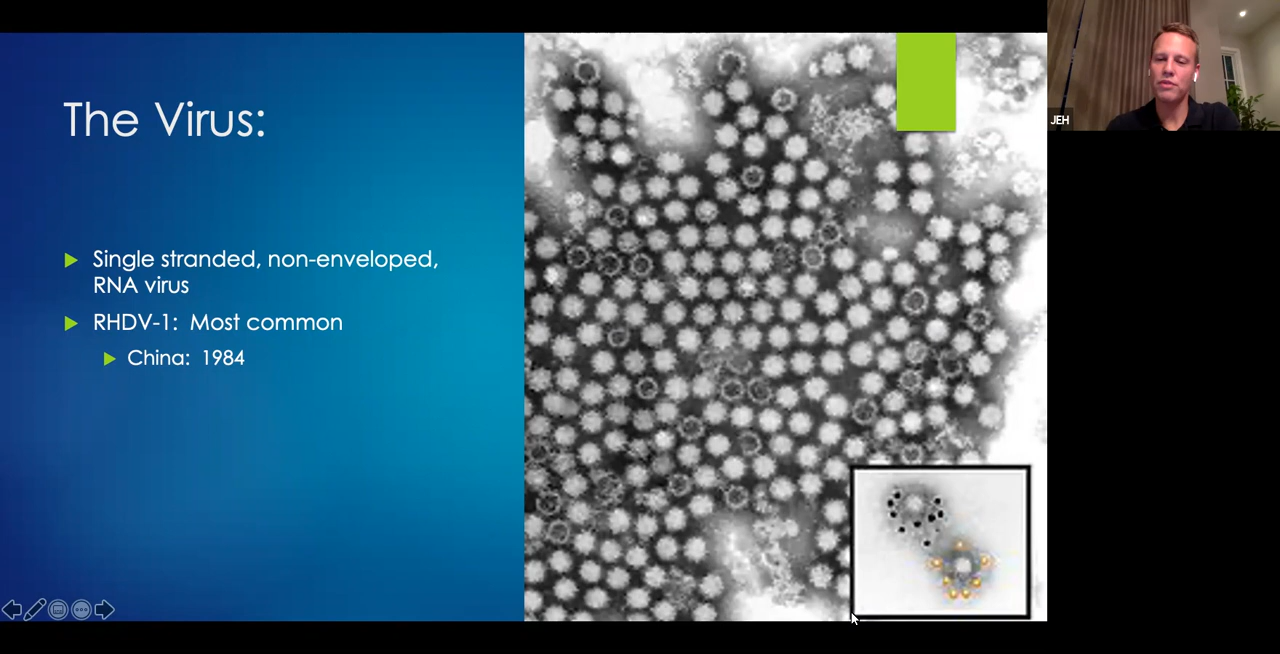 The Virus:
Single stranded, non-enveloped,
RNA virus
RHDV-1: Most common
China: 1984
JEH